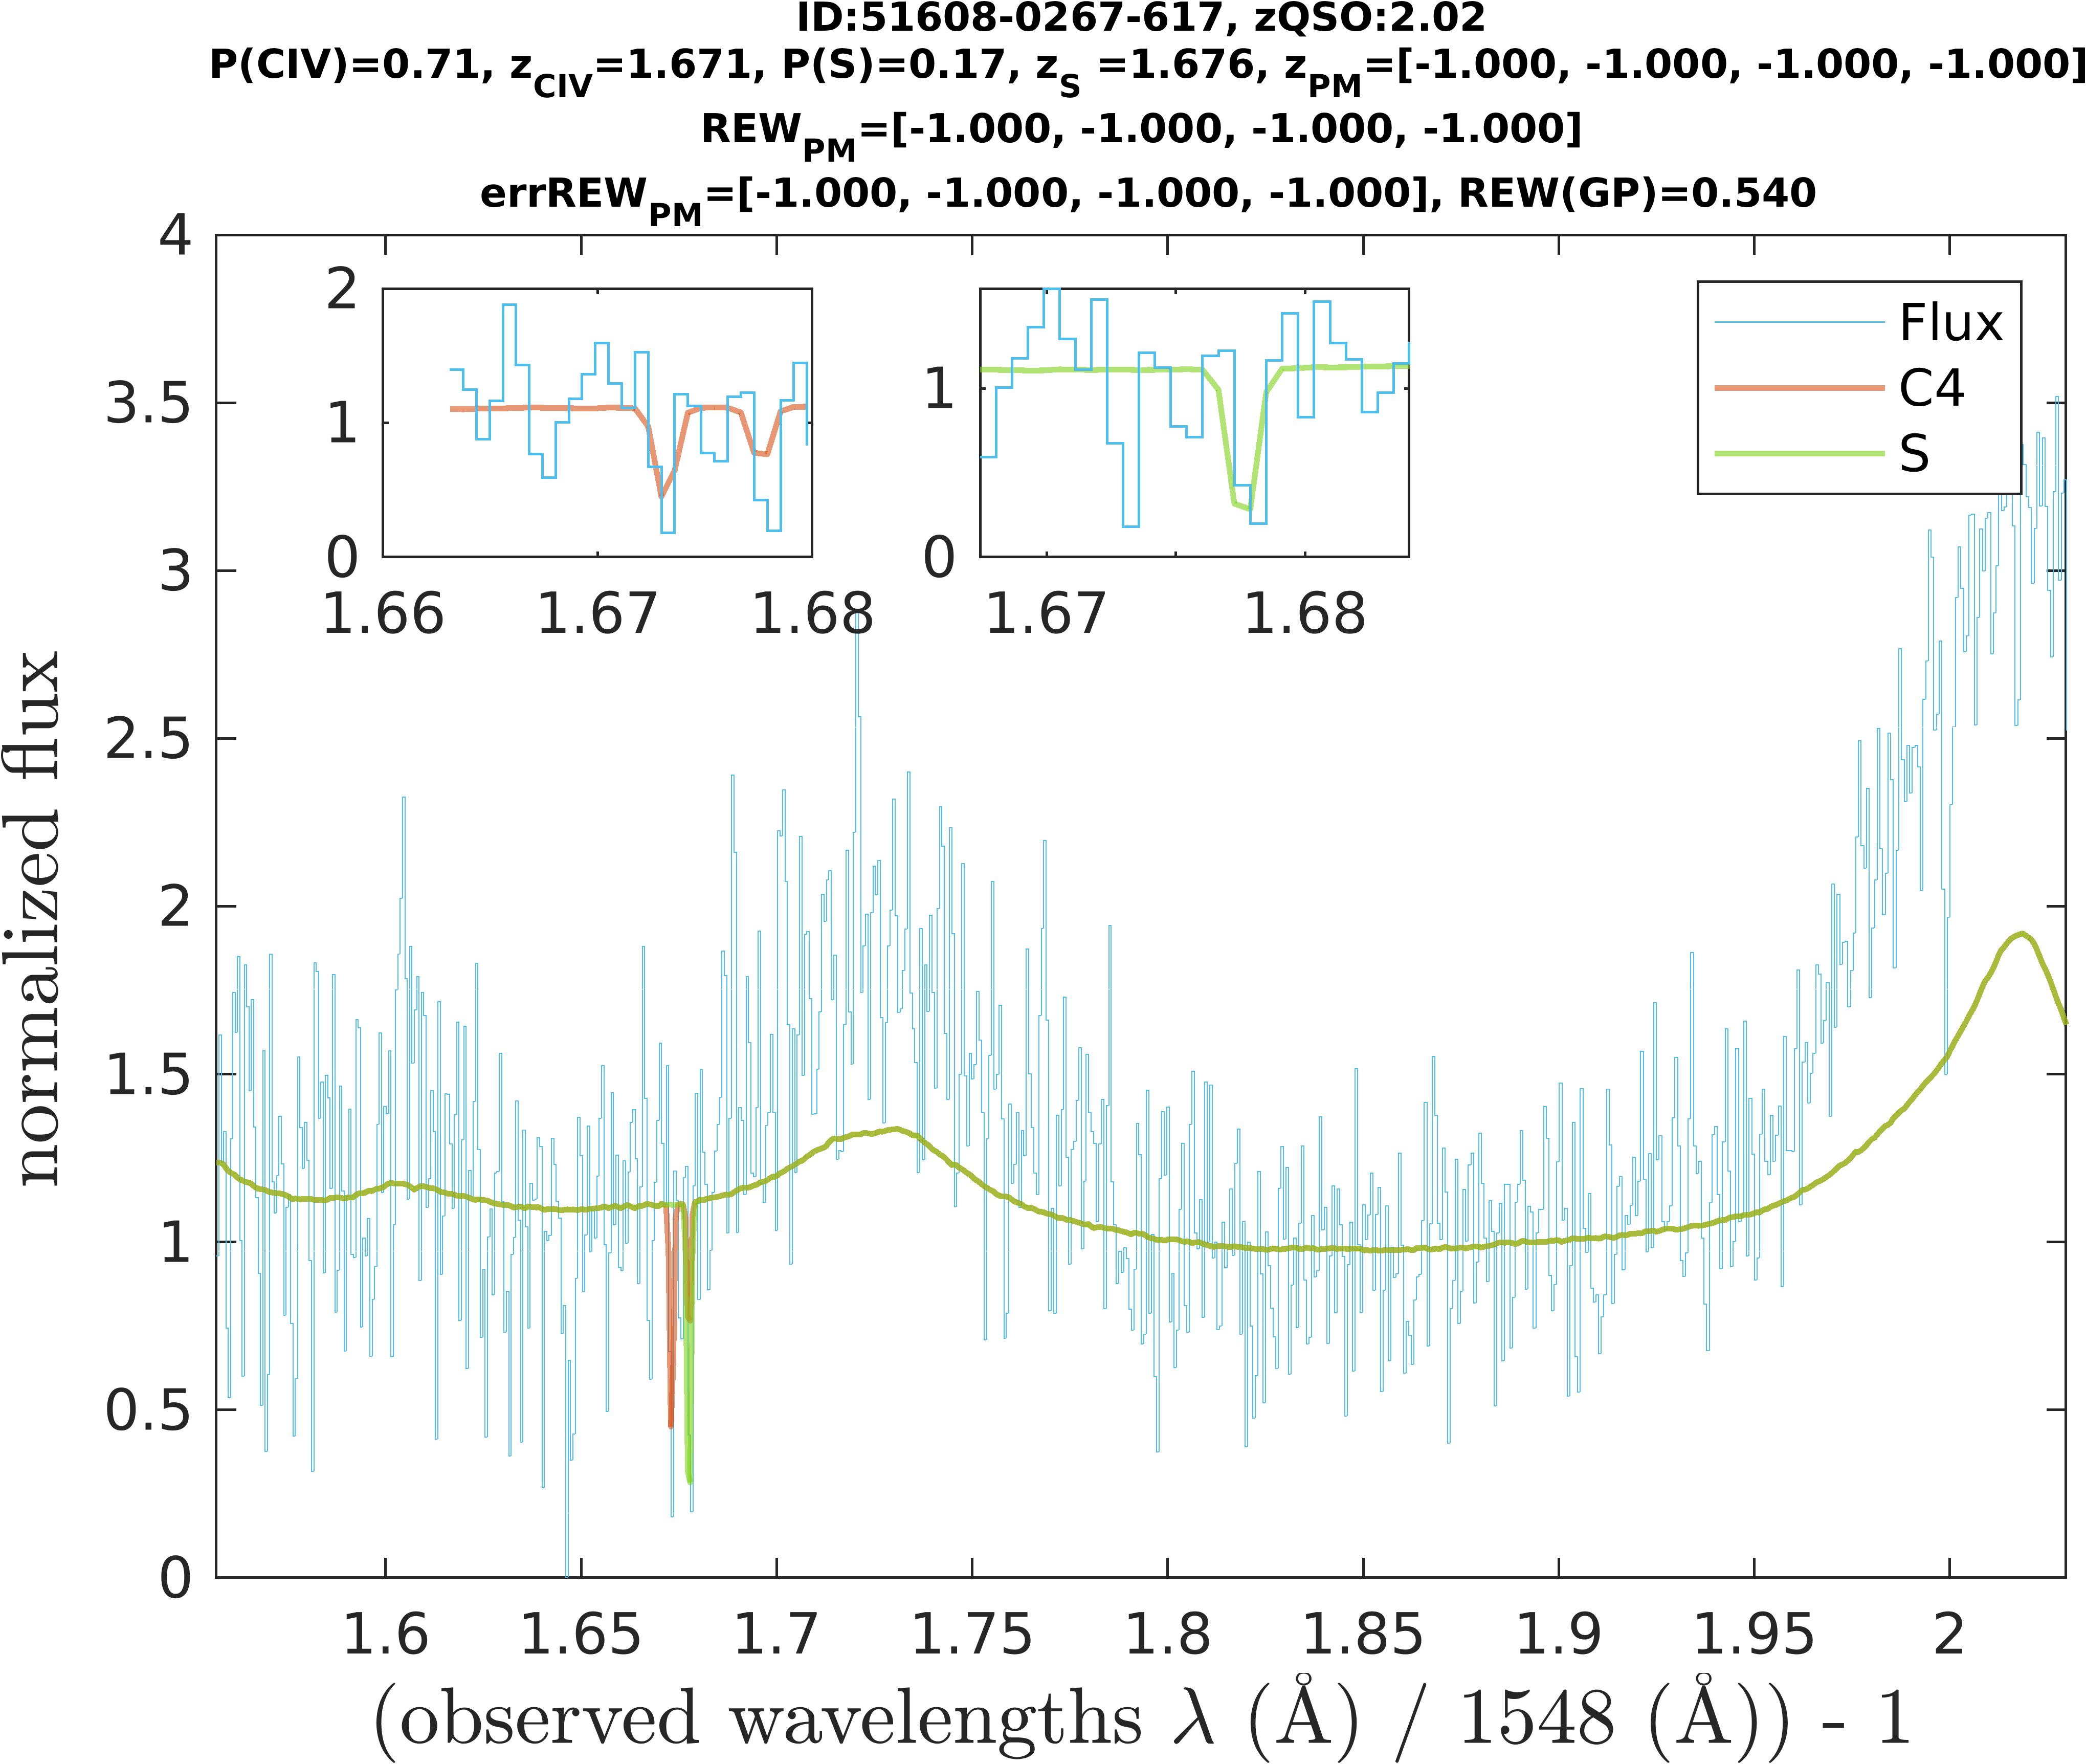 ID:51608-0267-617, zQSO:2.02
P(CIV)=0.71, z_CIV=1.671, P(S)=0.17, z_S =1.676, z_PM=[-1.000, -1.000, -1.000, -1.000]
REW_PM=[-1.000, -1.000, -1.000, -1.000]
errREW_PM=[-1.000, -1.000, -1.000, -1.000], REW(GP)=0.540
4
3.5
3
2.5
2
1.5
1
0.5
0
normalized flux
2
1
0
1.66 1.67 1.68
1
0
1.67 1.68
Flux
C4
S
1.6 1.65 1.7 1.75 1.8 1.85 1.9 1.95 2
(observed wavelengths λ (Å) / 1548 (Å)) - 1